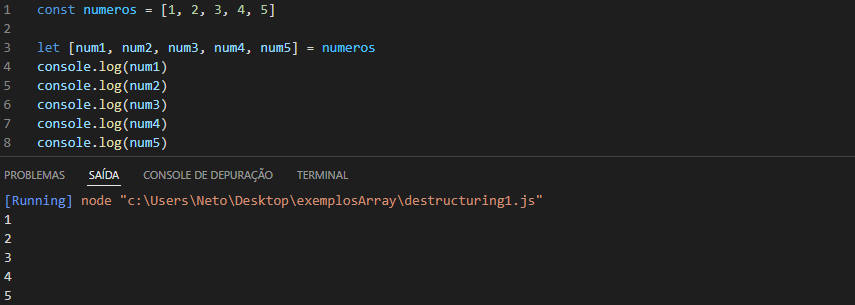 1 const numeros = [1, 2, 3, 4, 5]
2
3 let [num1, num2, num3, num4, num5] = numeros
4 console.log(num1)
5 console.log(num2)
6 console.log(num3)
7 console.log(num4)
8 console.log(num5)
PROBLEMAS SAÍDA CONSOLE DE DEPURAÇÃO TERMINAL
[Running] node "c:\Users\Neto\Desktop\exemplosArray\destructuring1.js"
1
2
3
4
5